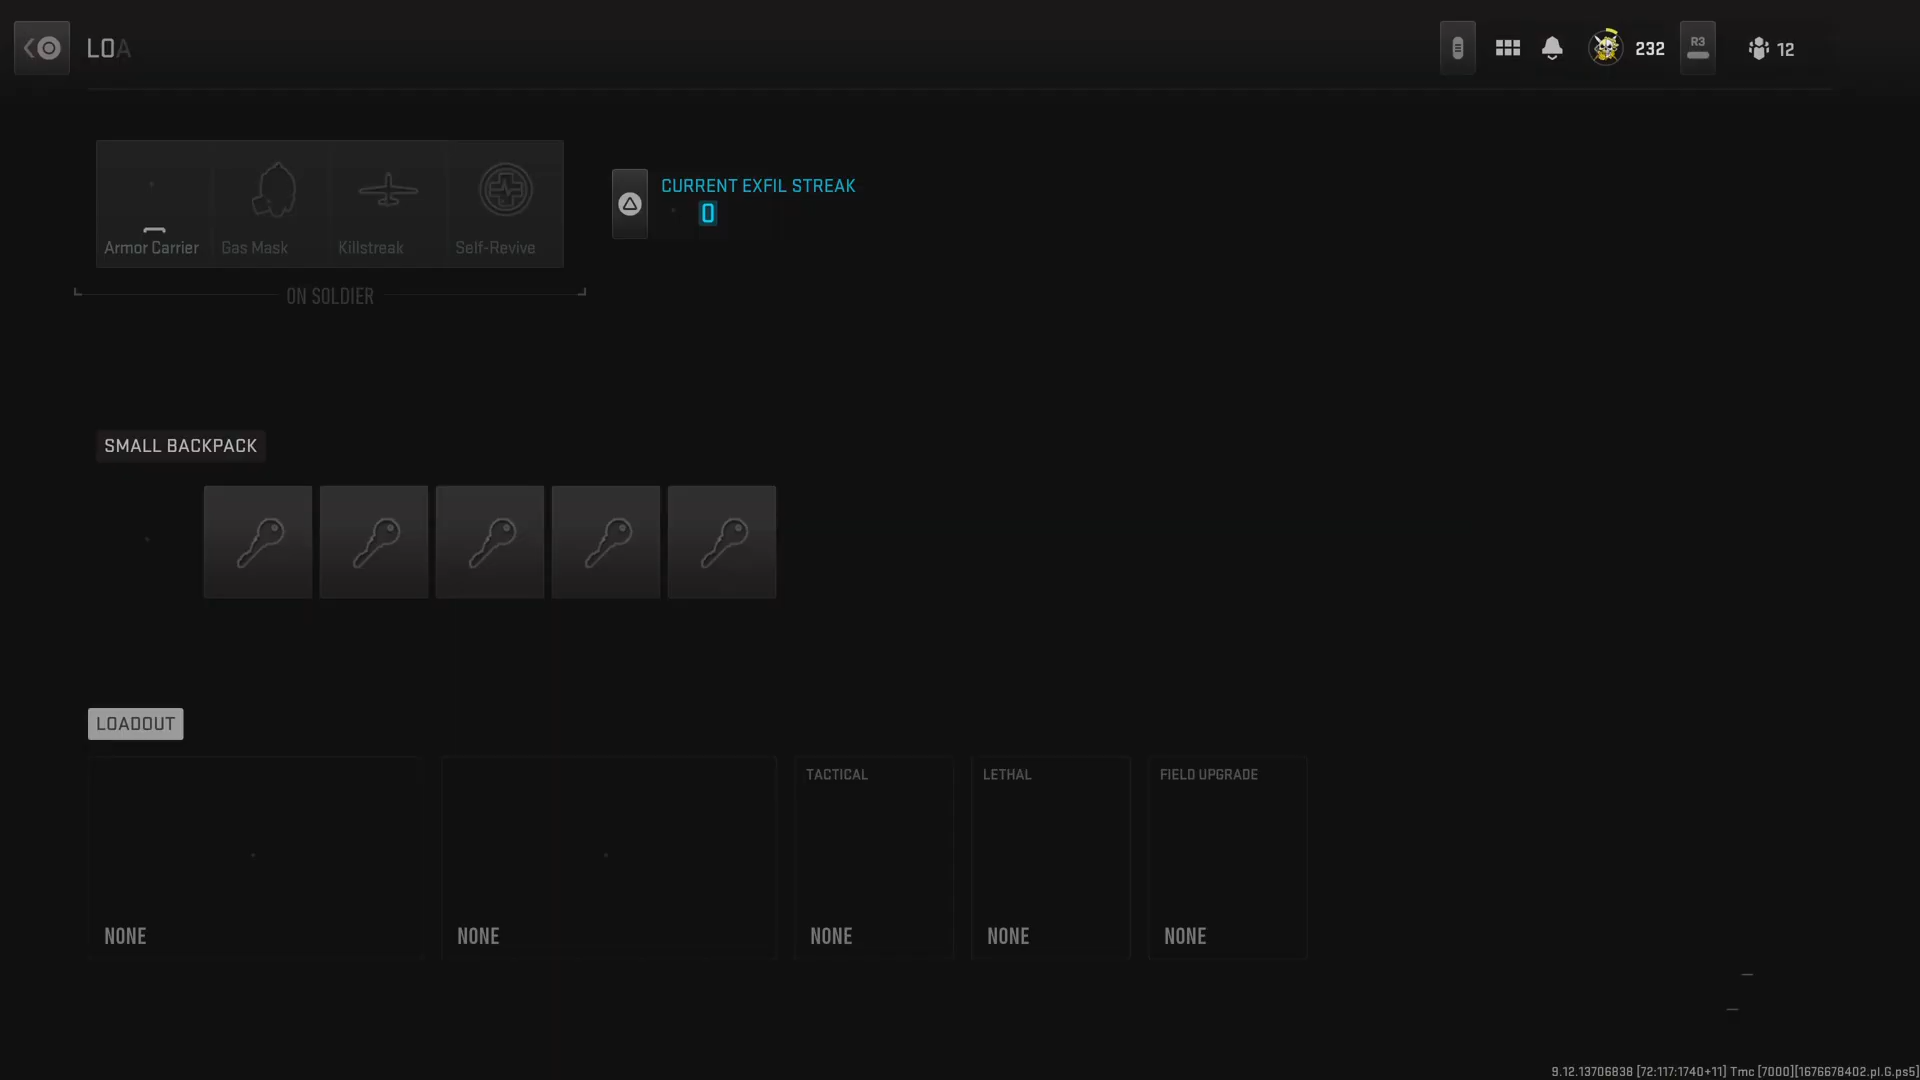 LOA
232
R3
12
CURRENT EXFIL STREAK
0
Armor Carrier
Gas Mask
Killstreak
Self-Revive
ON SOLDIER
SMALL BACKPACK
LOADOUT
TACTICAL
LETHAL
FIELD UPGRADE
NONE
NONE
NONE
NONE
NONE
9.12.13706838 [72:117:1740+11] Tmc [7000][1676678402.pl.G.ps5]